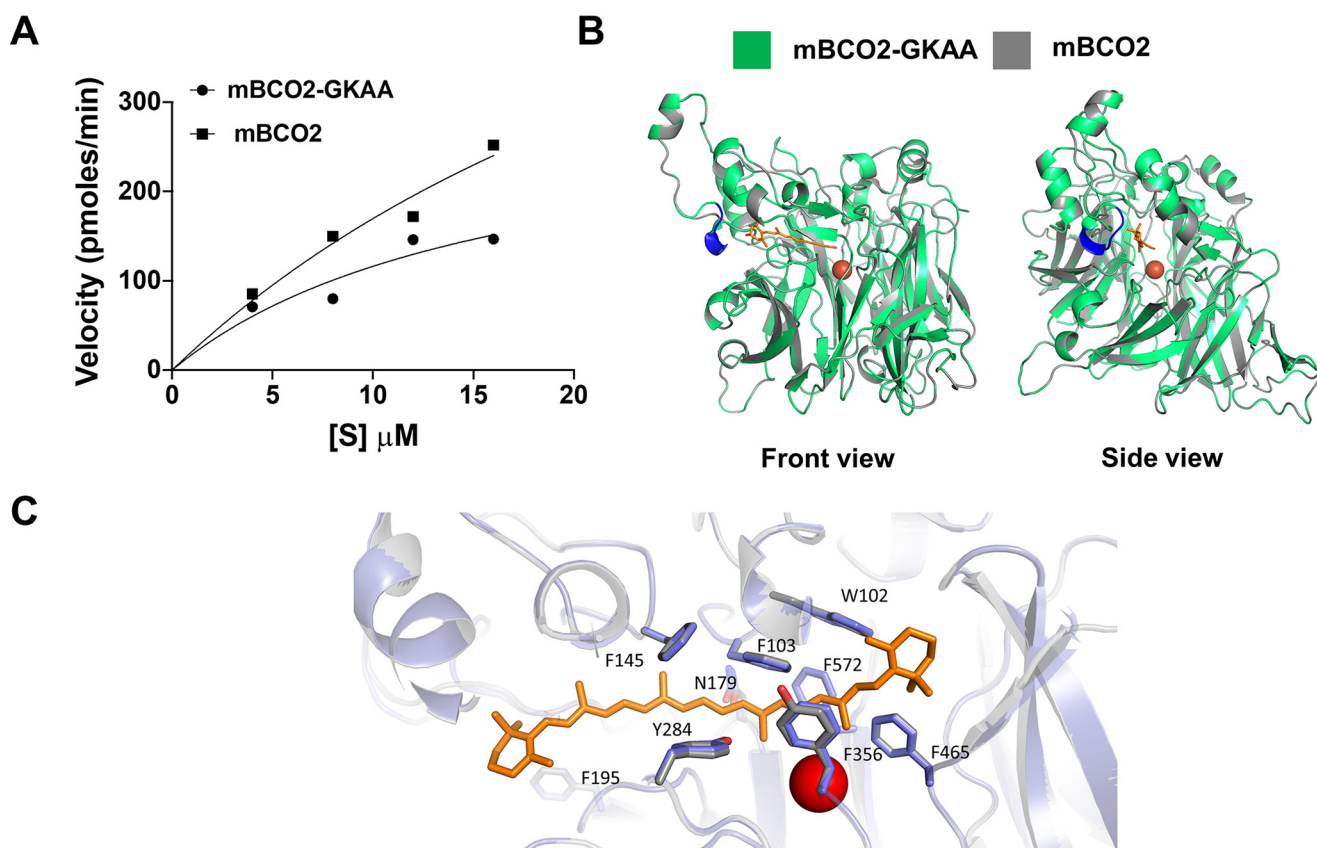 A
mBCO2-GKAA
mBCO2
Velocity (pmoles/min)
300
200
100
0
0
5
10
15
20
[S] μM
B
mBCO2-GKAA
mBCO2
Front view
Side view
C
W102
F145
F103
F572
N179
Y284
F356
F465
F195